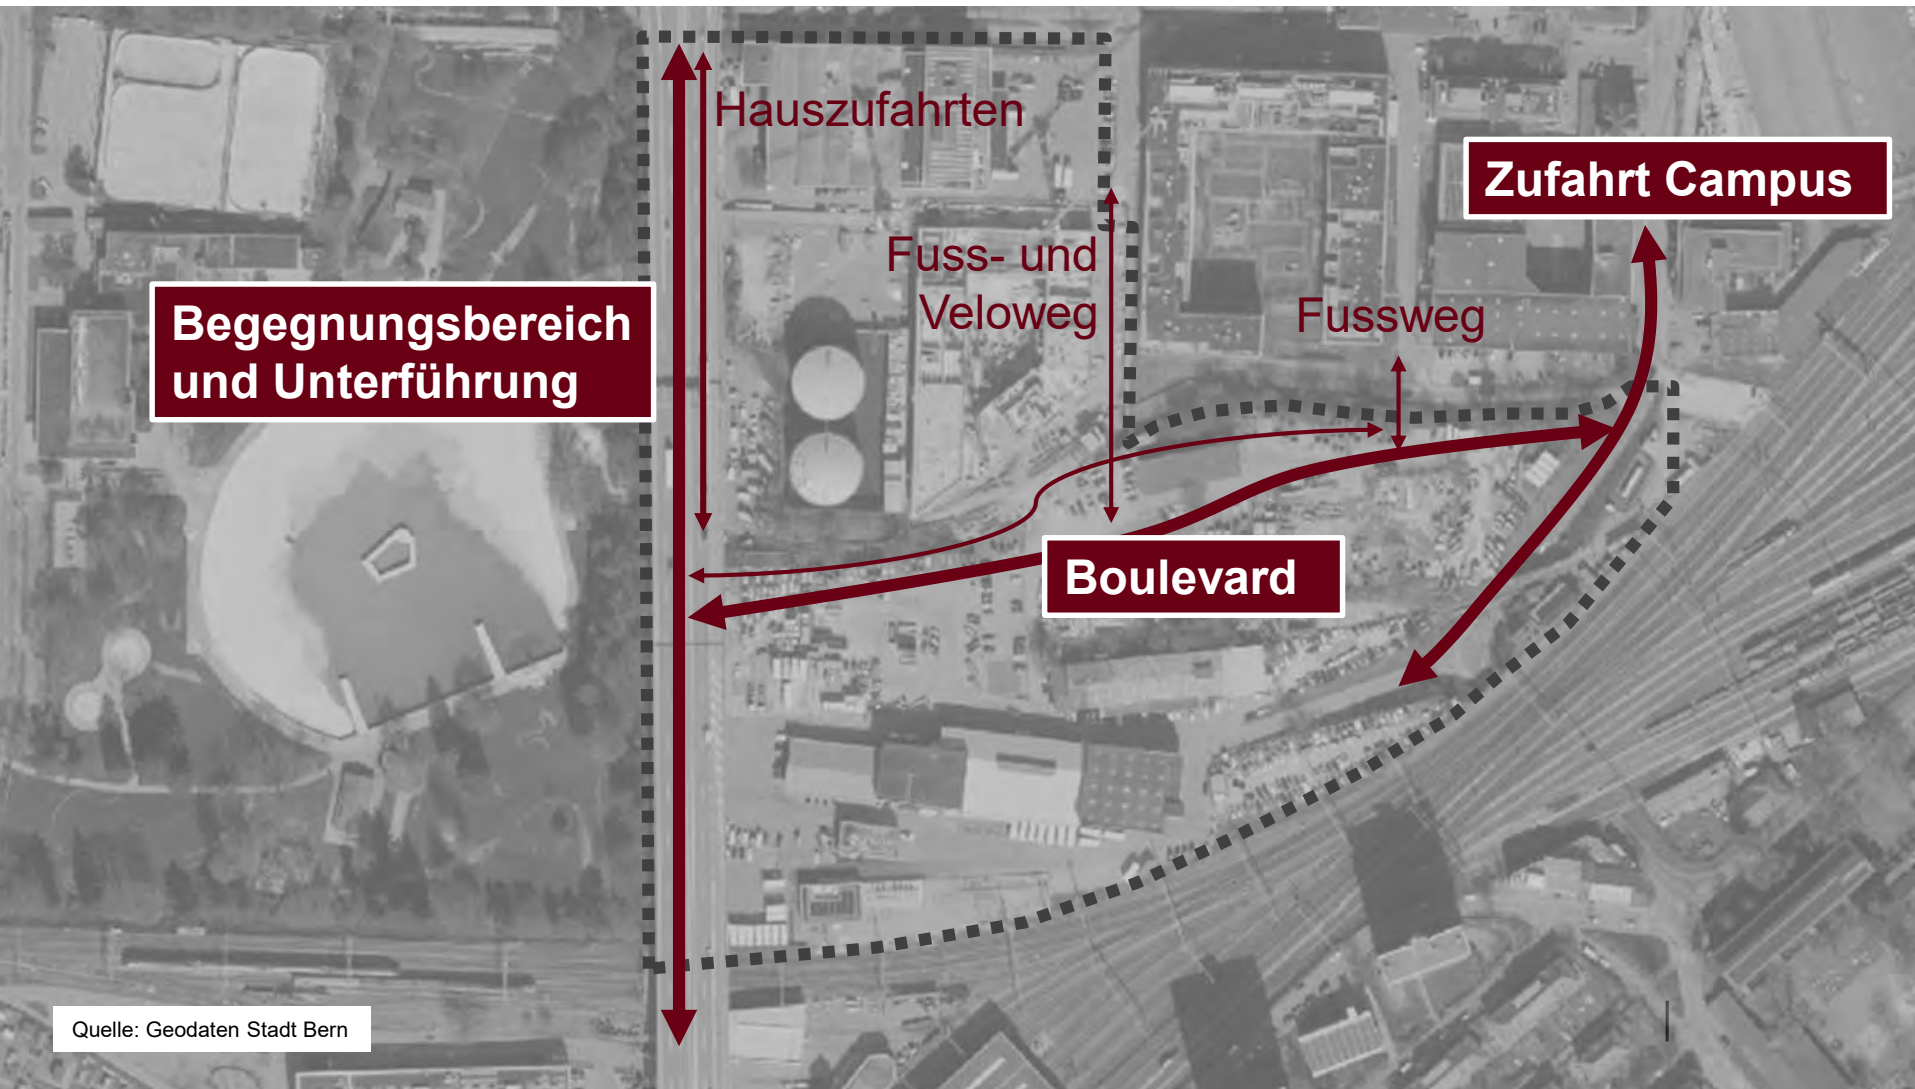 Hauszufahrten
Zufahrt Campus
Fuss- und
Veloweg
Begegnungsbereich
und Unterführung
Fussweg
Boulevard
Quelle: Geodaten Stadt Bern